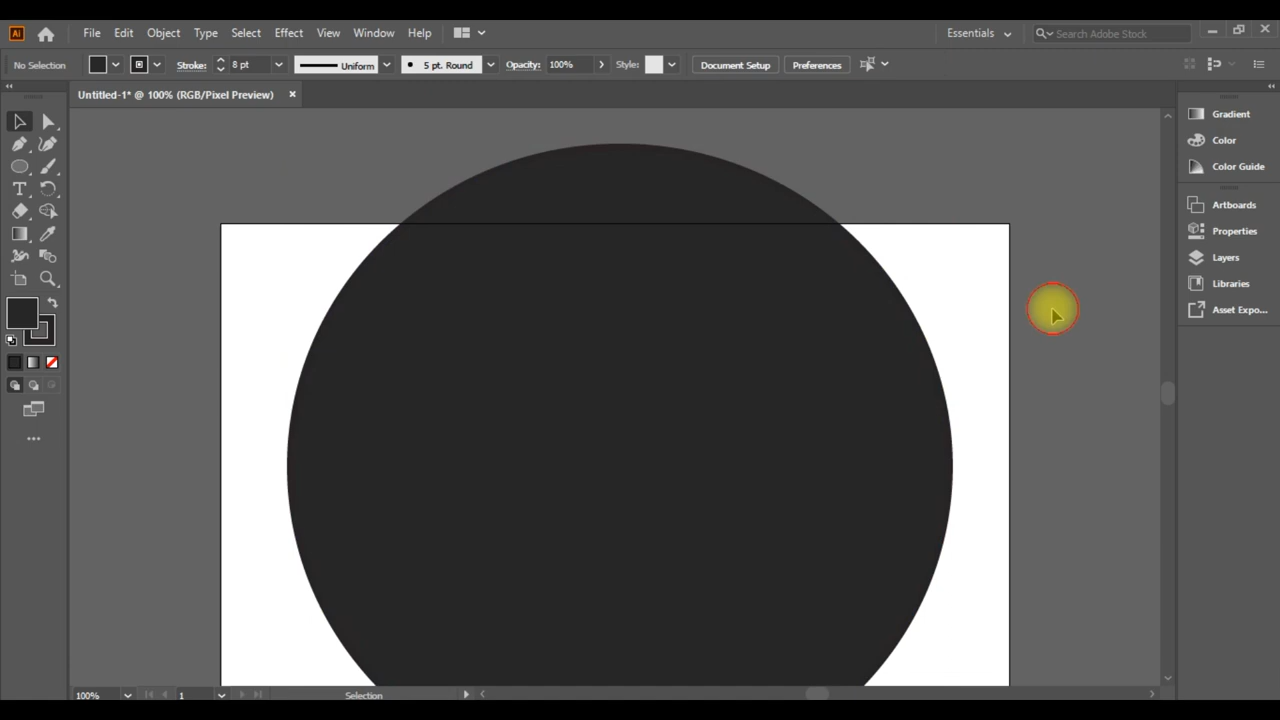 Ai File Edit Object Type Select Effect View Window Help Essentials Search Adobe Stock
No Selection Stroke: 8 pt Uniform 5 pt. Round Opacity: 100% Style: Document Setup Preferences
Untitled-1* @ 100% (RGB/Pixel Preview)
Gradient
Color
Color Guide
Artboards
Properties
Layers
Libraries
Asset Expo...
100% 1 Selection